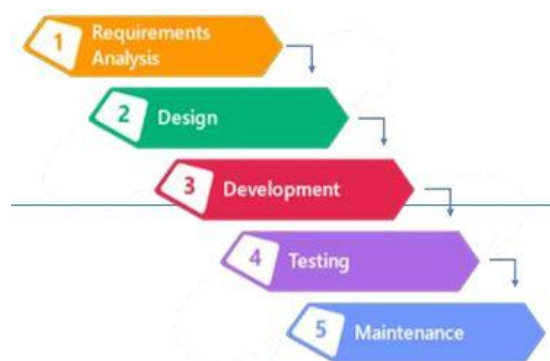 1 Requirements
Analysis
2 Design
3 Development
4 Testing
5 Maintenance